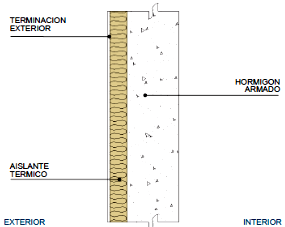 TERMINACION
EXTERIOR
HORMIGON
ARMADO
AISLANTE
TERMICO
EXTERIOR
INTERIOR